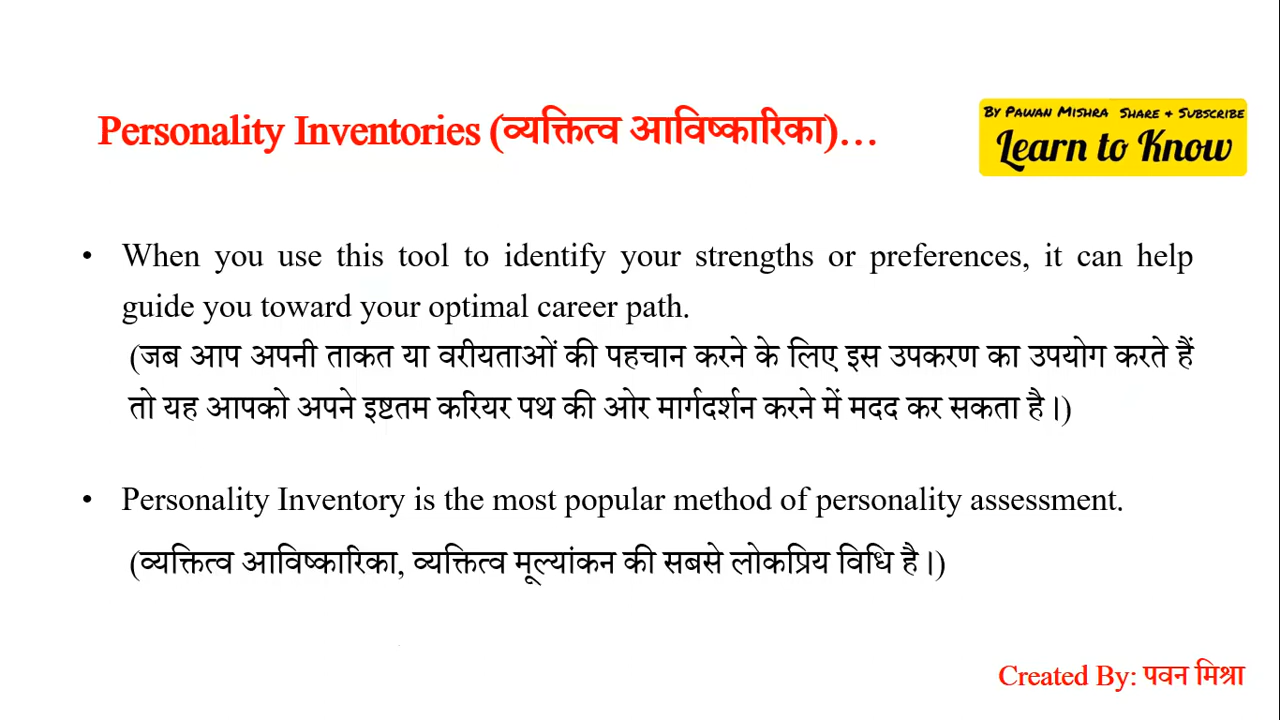 Personality Inventories (व्यक्तित्व आविष्कारिका)…
By Pawan Mishra Share & Subscribe
Learn to Know
• When you use this tool to identify your strengths or preferences, it can help
guide you toward your optimal career path.
(जब आप अपनी ताकत या वरीयताओं की पहचान करने के लिए इस उपकरण का उपयोग करते हैं
तो यह आपको अपने इष्टतम करियर पथ की ओर मार्गदर्शन करने में मदद कर सकता है।)
• Personality Inventory is the most popular method of personality assessment.
(व्यक्तित्व आविष्कारिका, व्यक्तित्व मूल्यांकन की सबसे लोकप्रिय विधि है।)
Created By: पवन मिश्रा